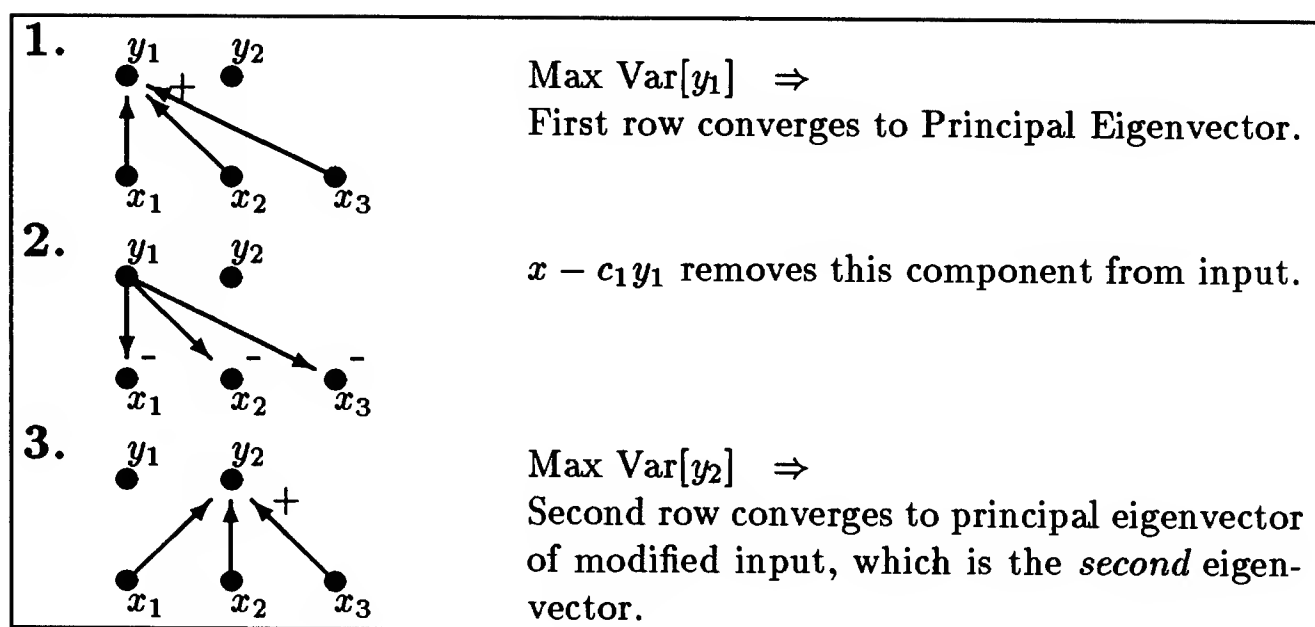 1.
y1 y2
+
x1 x2 x3
Max Var[y1] ⇒
First row converges to Principal Eigenvector.
2.
y1 y2
- - -
x1 x2 x3
x − c1y1 removes this component from input.
3.
y1 y2
+
x1 x2 x3
Max Var[y2] ⇒
Second row converges to principal eigenvector
of modified input, which is the second eigen-
vector.